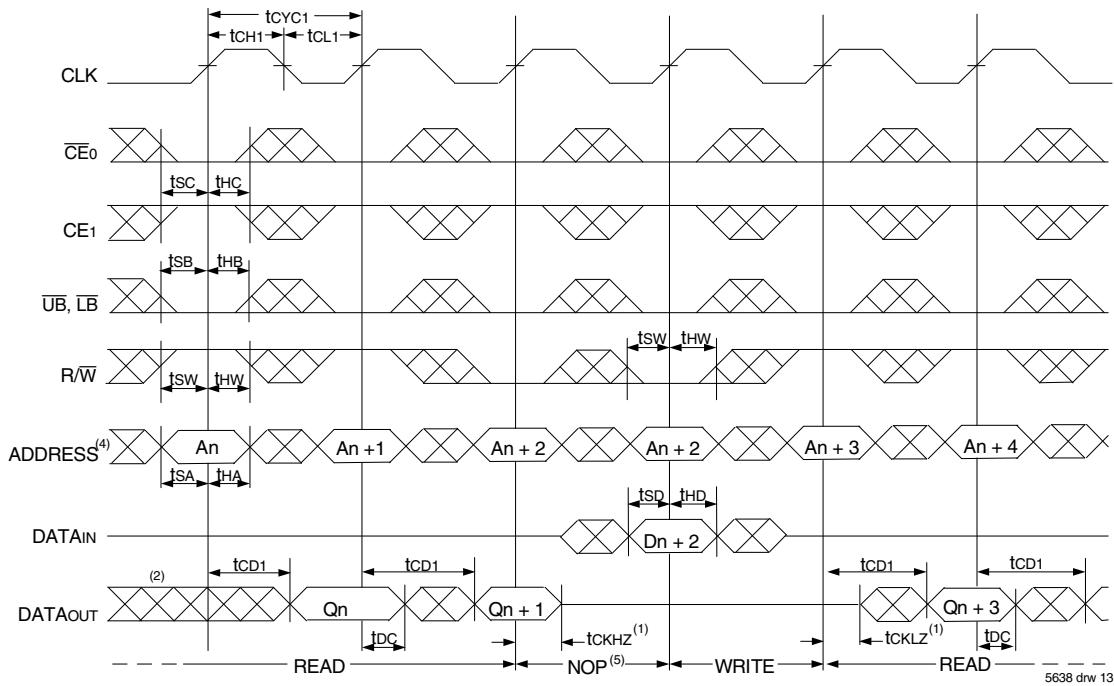 tCYC1
tCH1 tCL1
CLK
CE0
tSC tHC
CE1
tSB tHB
UB, LB
tSW tHW
R/W
tSW tHW
ADDRESS(4) An An +1 An + 2 An + 2 An + 3 An + 4
tSA tHA
tSD tHD
DATAIN Dn + 2
(2) tCD1 tCD1 tCD1 tCD1
DATAOUT Qn Qn + 1 Qn + 3
tDC tCKHZ(1) tCKLZ(1) tDC
READ NOP(5) WRITE READ
5638 drw 13